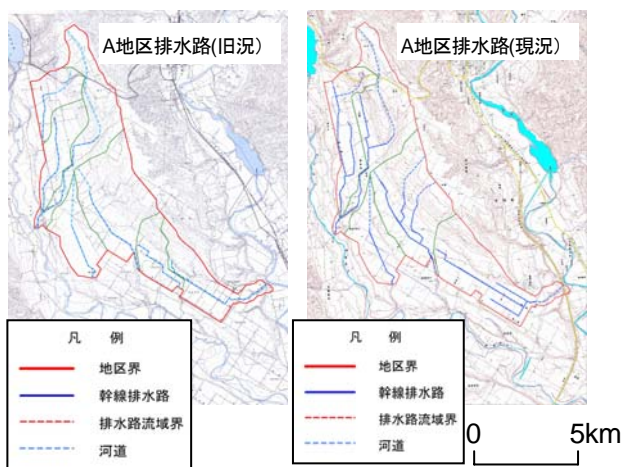 A地区排水路(旧況)
凡 例
地区界
幹線排水路
排水路流域界
河道
A地区排水路(現況)
凡 例
地区界
幹線排水路
排水路流域界
河道
0 5km